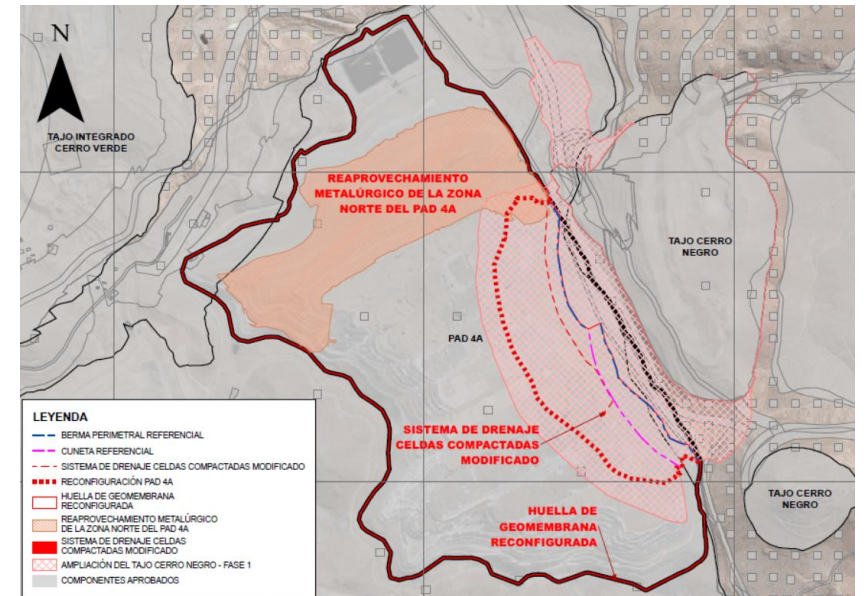 N
TAJO INTEGRADO
CERRO VERDE
REAPROVECHAMIENTO
METALÚRGICO DE LA ZONA
NORTE DEL PAD 4A
TAJO CERRO
NEGRO
PAD 4A
SISTEMA DE DRENAJE
CELDAS COMPACTADAS
MODIFICADO
TAJO CERRO
NEGRO
HUELLA DE
GEOMEMBRANA
RECONFIGURADA
LEYENDA
BERMA PERIMETRAL REFERENCIAL
CUNETA REFERENCIAL
SISTEMA DE DRENAJE CELDAS COMPACTADAS MODIFICADO
RECONFIGURACIÓN PAD 4A
HUELLA DE GEOMEMBRANA
RECONFIGURADA
REAPROVECHAMIENTO METALÚRGICO
DE LA ZONA NORTE DEL PAD 4A
SISTEMA DE DRENAJE CELDAS
COMPACTADAS MODIFICADO
AMPLIACIÓN DEL TAJO CERRO NEGRO - FASE 1
COMPONENTES APROBADOS